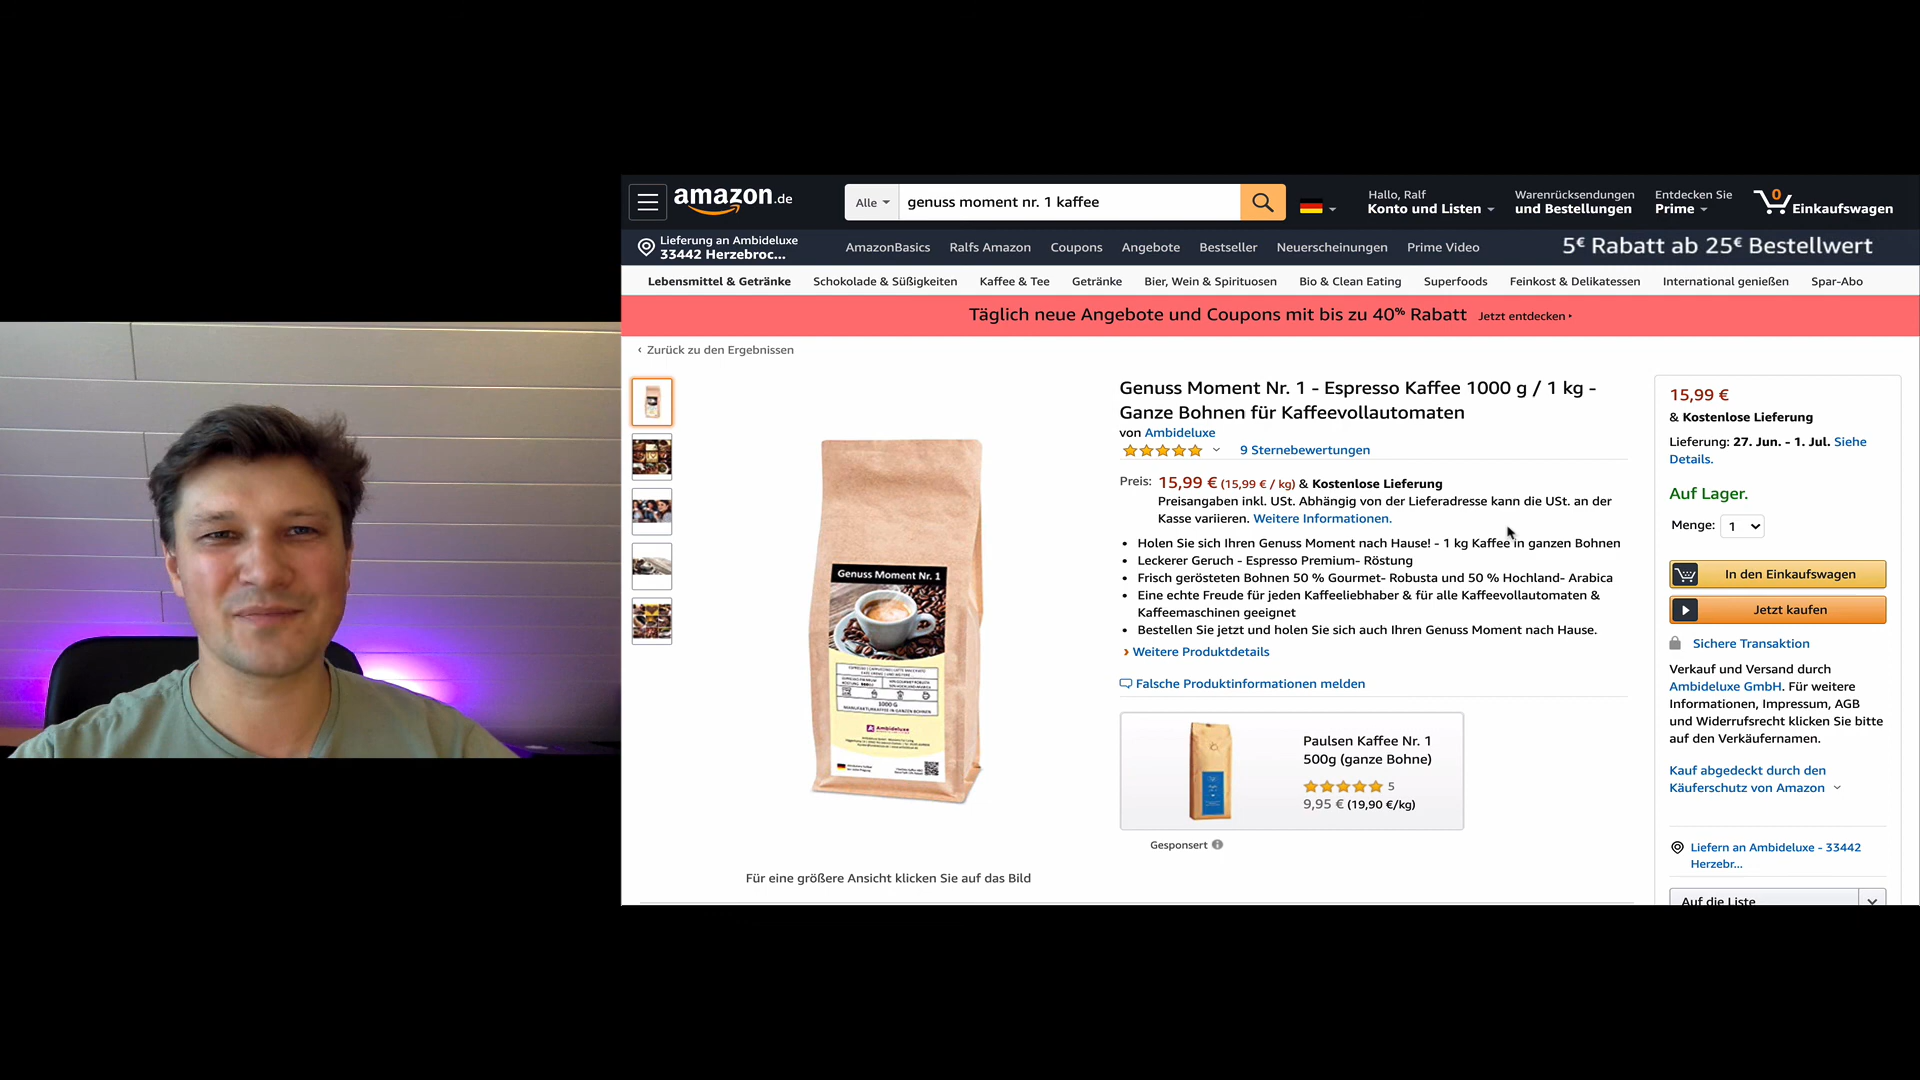 amazon.de
Alle
genuss moment nr. 1 kaffee
Hallo, Ralf
Konto und Listen
Warenrücksendungen
und Bestellungen
Entdecken Sie
Prime
0
Einkaufswagen
Lieferung an Ambideluxe
33442 Herzebroc...
AmazonBasics
Ralfs Amazon
Coupons
Angebote
Bestseller
Neuerscheinungen
Prime Video
5€ Rabatt ab 25€ Bestellwert
Lebensmittel & Getränke
Schokolade & Süßigkeiten
Kaffee & Tee
Getränke
Bier, Wein & Spirituosen
Bio & Clean Eating
Superfoods
Feinkost & Delikatessen
International genießen
Spar-Abo
Täglich neue Angebote und Coupons mit bis zu 40% Rabatt Jetzt entdecken ›
‹ Zurück zu den Ergebnissen
Genuss Moment Nr. 1
1000 G
Ambideluxe
Für eine größere Ansicht klicken Sie auf das Bild
Genuss Moment Nr. 1 - Espresso Kaffee 1000 g / 1 kg -
Ganze Bohnen für Kaffeevollautomaten
von Ambideluxe
9 Sternebewertungen
Preis: 15,99 € (15,99 € / kg) & Kostenlose Lieferung
Preisangaben inkl. USt. Abhängig von der Lieferadresse kann die USt. an der
Kasse variieren. Weitere Informationen.
• Holen Sie sich Ihren Genuss Moment nach Hause! - 1 kg Kaffee in ganzen Bohnen
• Leckerer Geruch - Espresso Premium- Röstung
• Frisch gerösteten Bohnen 50 % Gourmet- Robusta und 50 % Hochland- Arabica
• Eine echte Freude für jeden Kaffeeliebhaber & für alle Kaffeevollautomaten &
Kaffeemaschinen geeignet
• Bestellen Sie jetzt und holen Sie sich auch Ihren Genuss Moment nach Hause.
› Weitere Produktdetails
Falsche Produktinformationen melden
Paulsen Kaffee Nr. 1
500g (ganze Bohne)
5
9,95 € (19,90 €/kg)
Gesponsert
15,99 €
& Kostenlose Lieferung
Lieferung: 27. Jun. - 1. Jul. Siehe
Details.
Auf Lager.
Menge: 1
In den Einkaufswagen
Jetzt kaufen
Sichere Transaktion
Verkauf und Versand durch
Ambideluxe GmbH. Für weitere
Informationen, Impressum, AGB
und Widerrufsrecht klicken Sie bitte
auf den Verkäufernamen.
Kauf abgedeckt durch den
Käuferschutz von Amazon
Liefern an Ambideluxe - 33442
Herzebr...
Auf die Liste